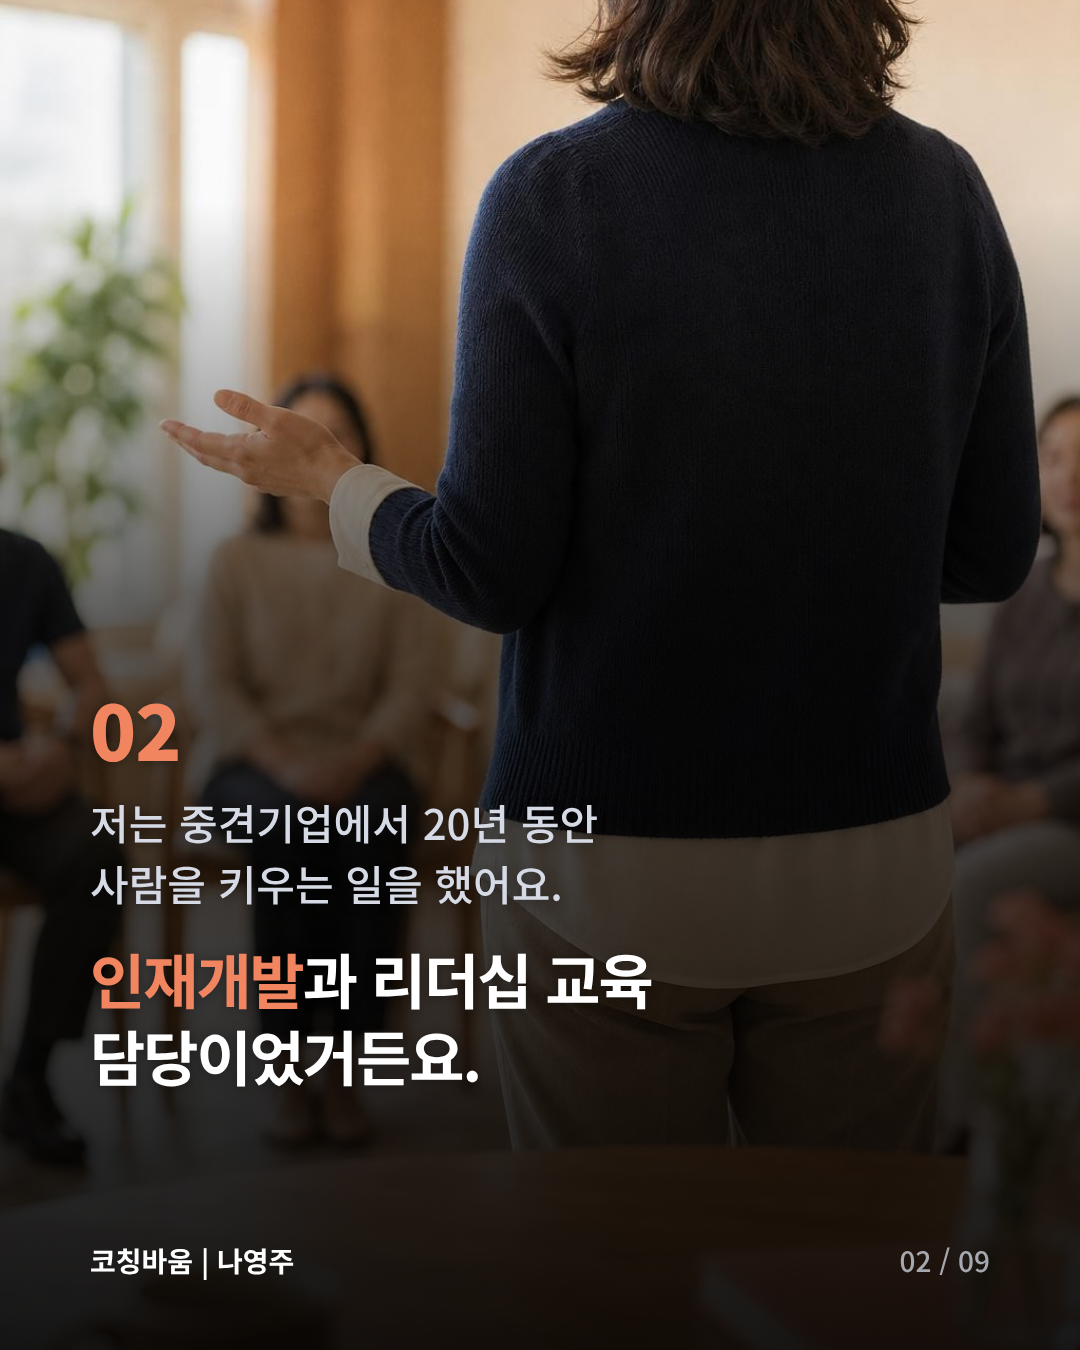 02
저는 중견기업에서 20년 동안
사람을 키우는 일을 했어요.
인재개발과 리더십 교육
담당이었거든요.
코칭바움 | 나영주
02 / 09